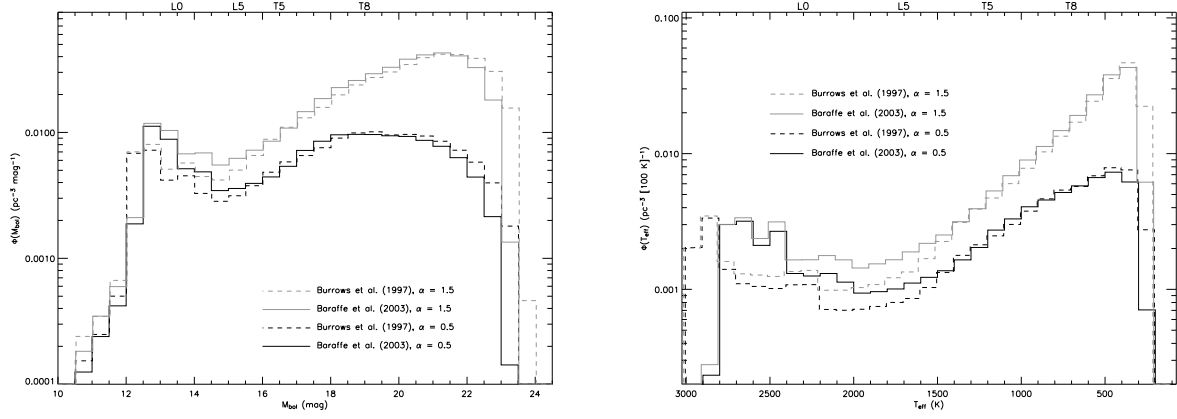 L0 L5 T5 T8
0.0100
0.0010
0.0001
Φ(M_bol) (pc⁻³ mag⁻¹)
Burrows et al. (1997), α = 1.5
Baraffe et al. (2003), α = 1.5
Burrows et al. (1997), α = 0.5
Baraffe et al. (2003), α = 0.5
10 12 14 16 18 20 22 24
M_bol (mag)
L0 L5 T5 T8
0.100
0.010
0.001
Φ(T_eff) (pc⁻³ [100 K]⁻¹)
Burrows et al. (1997), α = 1.5
Baraffe et al. (2003), α = 1.5
Burrows et al. (1997), α = 0.5
Baraffe et al. (2003), α = 0.5
3000 2500 2000 1500 1000 500 0
T_eff (K)